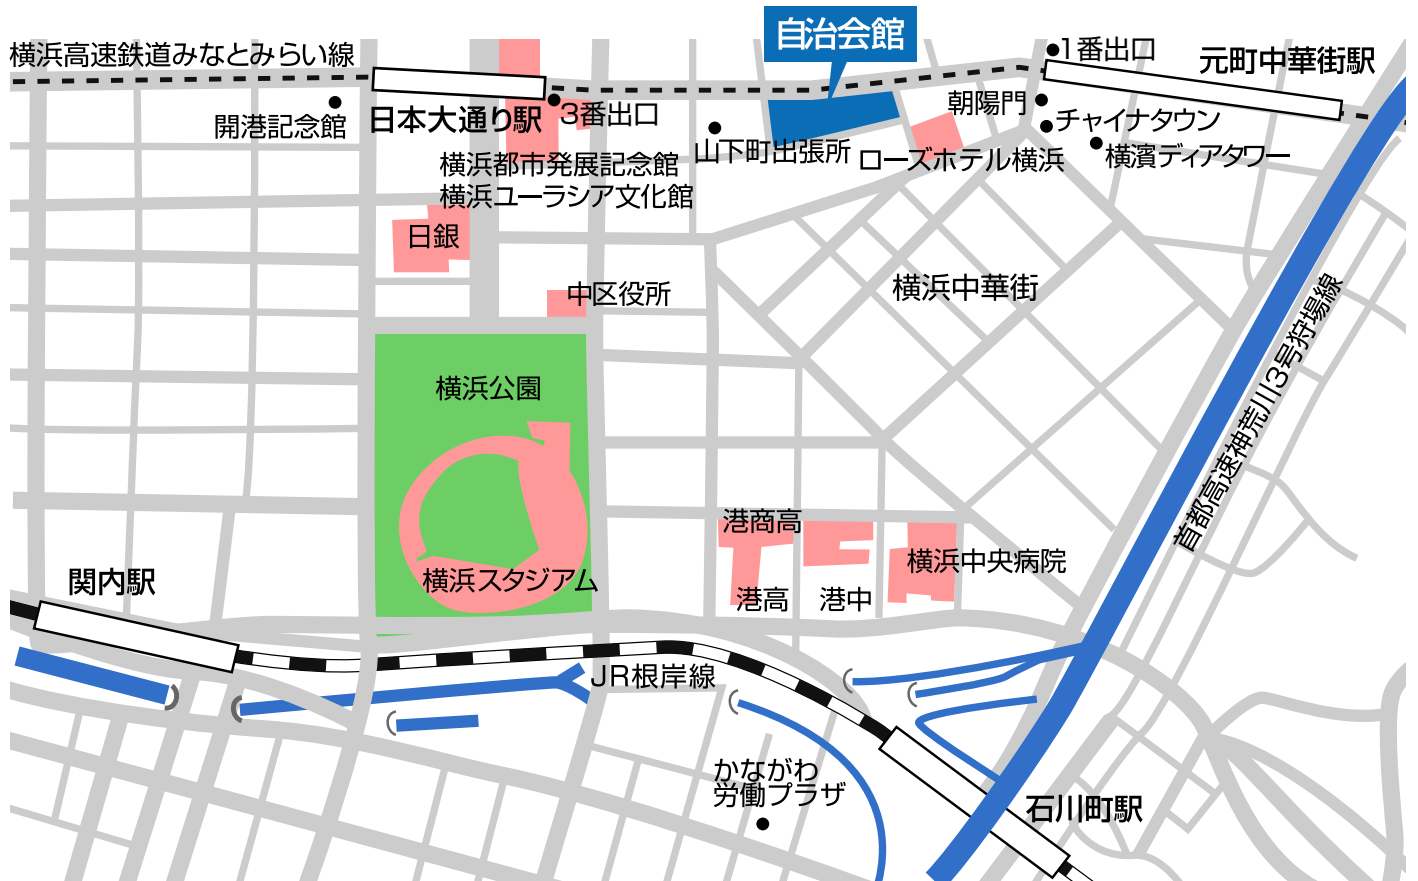 自治会館
横浜高速鉄道みなとみらい線
1番出口
元町中華街駅
開港記念館
日本大通り駅
3番出口
朝陽門
チャイナタウン
山下町出張所
ローズホテル横浜
横濱ディアタワー
横浜都市発展記念館
横浜ユーラシア文化館
日銀
中区役所
横浜中華街
首都高速神荒川3号狩場線
横浜公園
港商高
横浜スタジアム
港高
港中
横浜中央病院
関内駅
JR根岸線
かながわ
労働プラザ
石川町駅